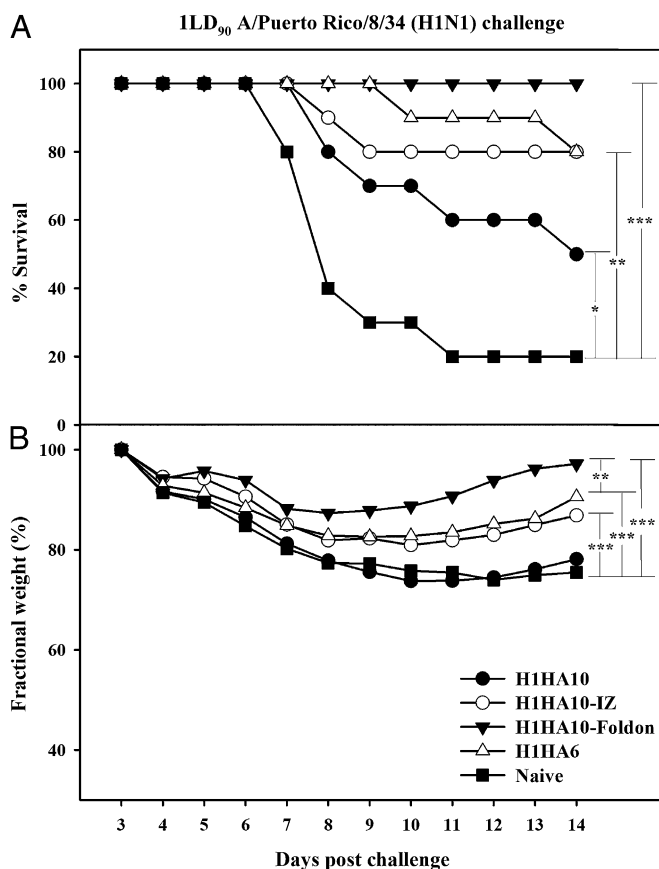 A
1LD90 A/Puerto Rico/8/34 (H1N1) challenge
100
80
60
40
20
0
% Survival
*
**
***
B
100
80
60
40
Fractional weight (%)
**
***
***
***
H1HA10
H1HA10-IZ
H1HA10-Foldon
H1HA6
Naive
3 4 5 6 7 8 9 10 11 12 13 14
Days post challenge